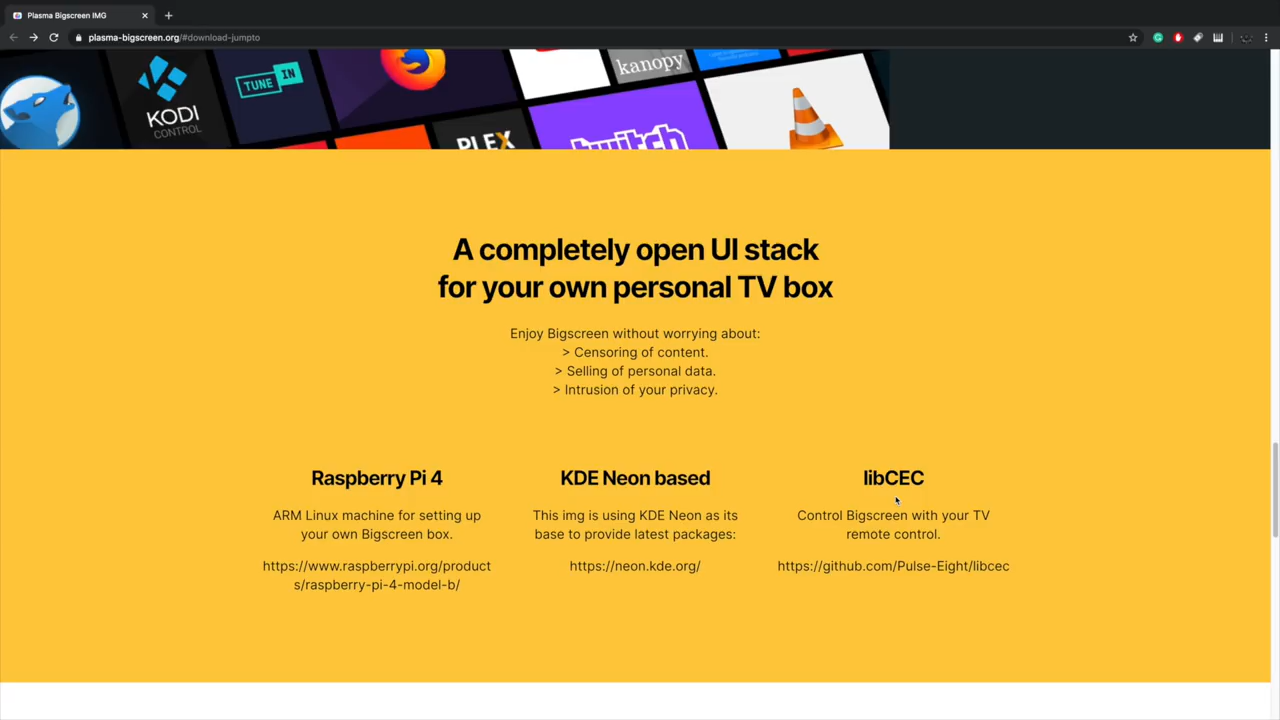 Plasma Bigscreen IMG
plasma-bigscreen.org/#download-jumpto
KODI
CONTROL
TUNE IN
kanopy
PLEX
twitch
A completely open UI stack
for your own personal TV box
Enjoy Bigscreen without worrying about:
> Censoring of content.
> Selling of personal data.
> Intrusion of your privacy.
Raspberry Pi 4
ARM Linux machine for setting up
your own Bigscreen box.
https://www.raspberrypi.org/product
s/raspberry-pi-4-model-b/
KDE Neon based
This img is using KDE Neon as its
base to provide latest packages:
https://neon.kde.org/
libCEC
Control Bigscreen with your TV
remote control.
https://github.com/Pulse-Eight/libcec